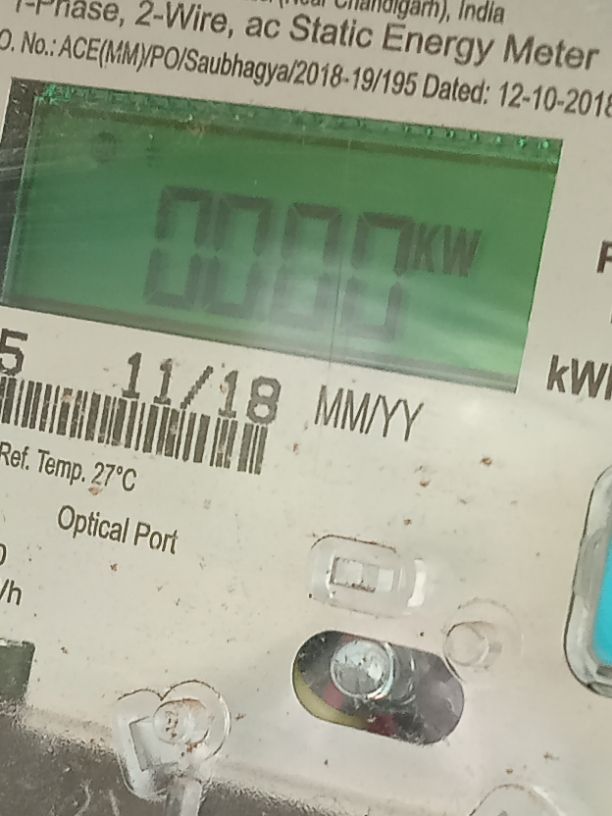 (Near Chandigarh), India
1-Phase, 2-Wire, ac Static Energy Meter
O. No.: ACE(MM)/PO/Saubhagya/2018-19/195 Dated: 12-10-2018
0000 KW
5 11/18 MM/YY
Ref. Temp. 27°C
Optical Port